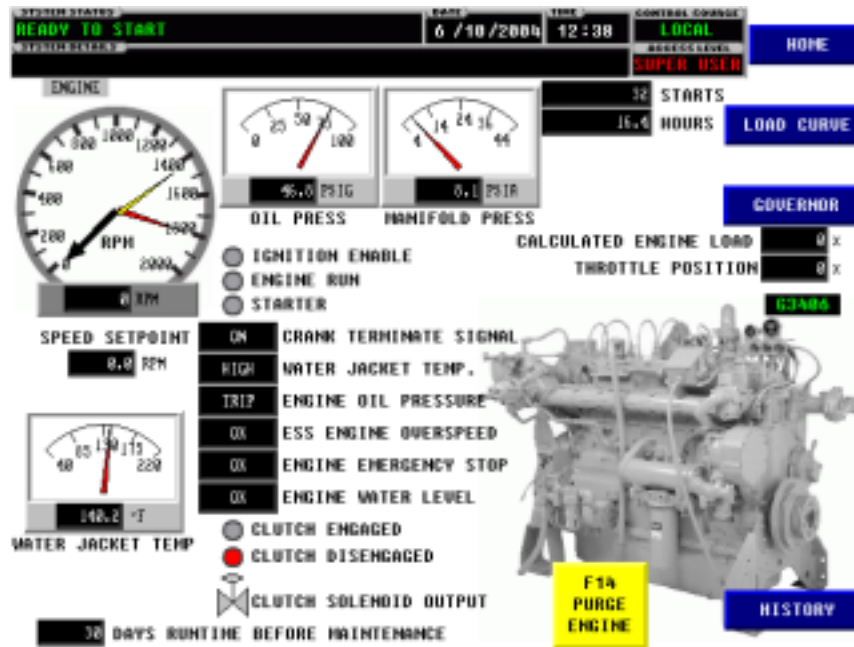 SYSTEM STATUS
READY TO START
DATE
6 /10/2004
TIME
12:38
CONTROL SOURCE
LOCAL
SYSTEM DETAILS
ACCESS LEVEL
SUPER USER
HOME
ENGINE
32 STARTS
16.4 HOURS
LOAD CURVE
0 25 50 75 100
46.8 PSIG
OIL PRESS
4 14 24 36 44
8.1 PSIA
MANIFOLD PRESS
0 200 400 600 800 1000 1200 1400 1600 1800 2000
RPM
0 RPM
GOVERNOR
CALCULATED ENGINE LOAD 0
THROTTLE POSITION 0
IGNITION ENABLE
ENGINE RUN
STARTER
G3406
SPEED SETPOINT
0.0 RPM
ON CRANK TERMINATE SIGNAL
HIGH WATER JACKET TEMP.
TRIP ENGINE OIL PRESSURE
OK ESS ENGINE OVERSPEED
OK ENGINE EMERGENCY STOP
OK ENGINE WATER LEVEL
40 85 130 175 220
140.2 °F
WATER JACKET TEMP
CLUTCH ENGAGED
CLUTCH DISENGAGED
CLUTCH SOLENOID OUTPUT
F14
PURGE
ENGINE
HISTORY
30 DAYS RUNTIME BEFORE MAINTENANCE